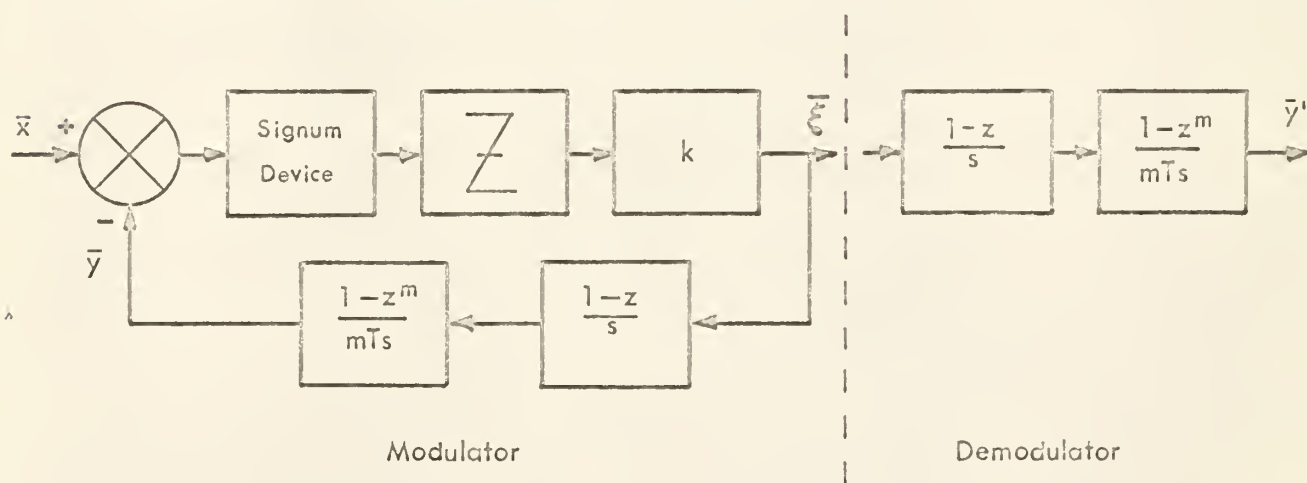 x̄ + Signum Device Z k ξ̄ 1-z/s 1-z^m/mTs ȳ'
-
ȳ
1-z^m/mTs 1-z/s
Modulator Demodulator